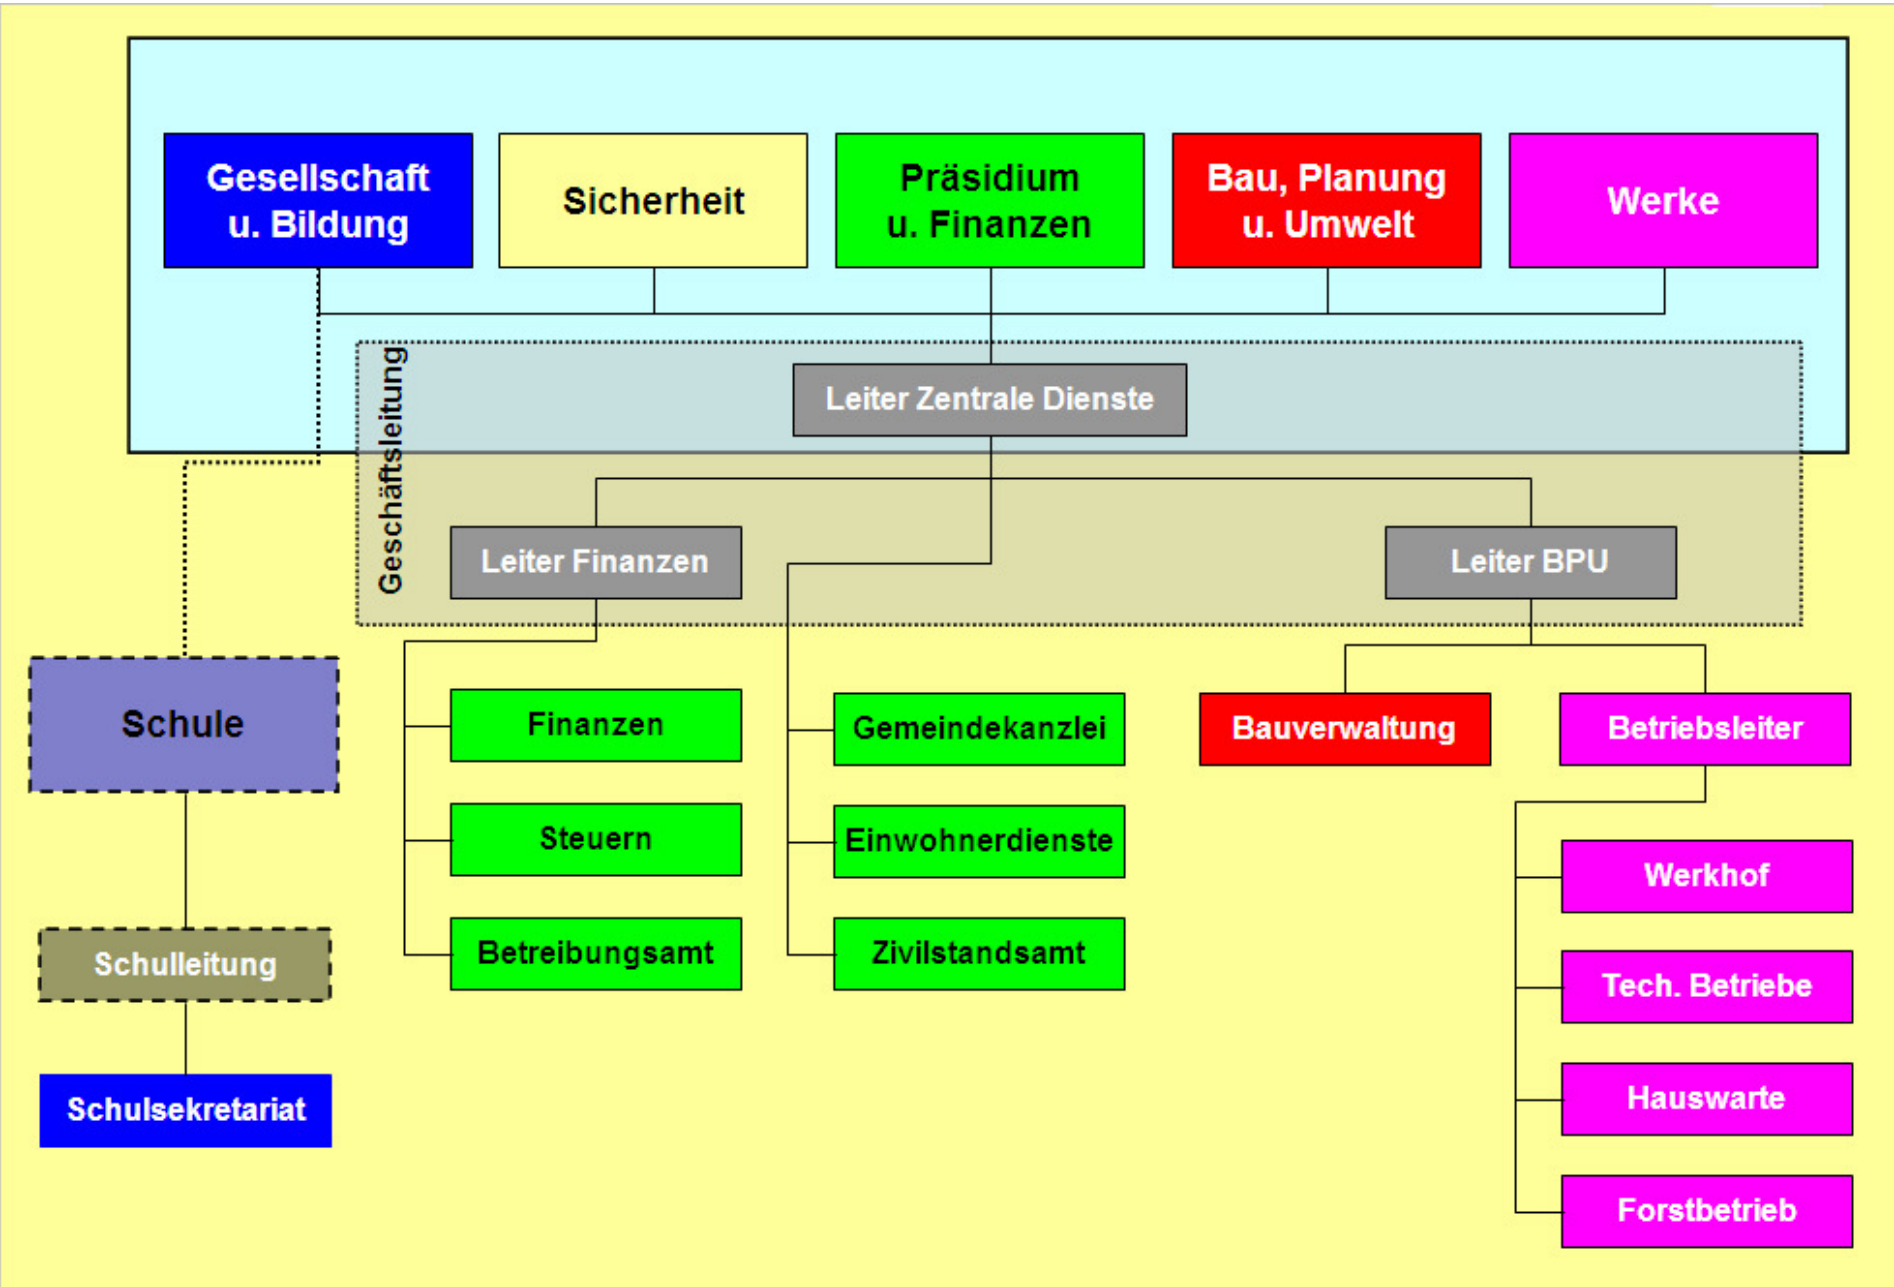 Gesellschaft
u. Bildung
Sicherheit
Präsidium
u. Finanzen
Bau, Planung
u. Umwelt
Werke
Geschäftsleitung
Leiter Zentrale Dienste
Leiter Finanzen
Leiter BPU
Schule
Schulleitung
Schulsekretariat
Finanzen
Steuern
Betreibungsamt
Gemeindekanzlei
Einwohnerdienste
Zivilstandsamt
Bauverwaltung
Betriebsleiter
Werkhof
Tech. Betriebe
Hauswarte
Forstbetrieb